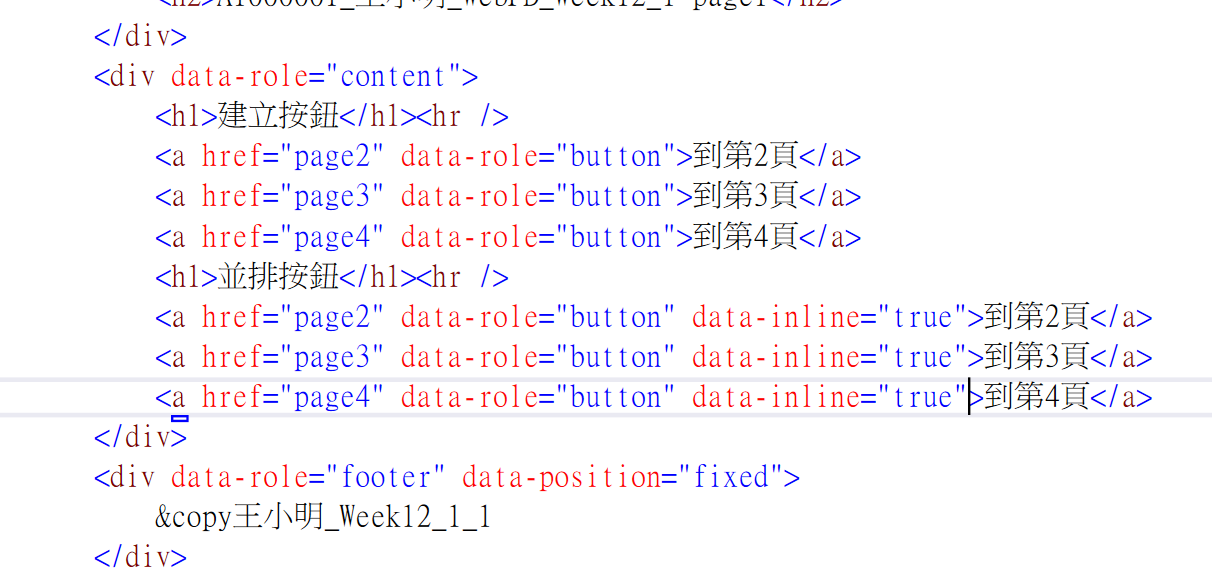 </div>
<div data-role="content">
<h1>建立按鈕</h1><hr />
<a href="page2" data-role="button">到第2頁</a>
<a href="page3" data-role="button">到第3頁</a>
<a href="page4" data-role="button">到第4頁</a>
<h1>並排按鈕</h1><hr />
<a href="page2" data-role="button" data-inline="true">到第2頁</a>
<a href="page3" data-role="button" data-inline="true">到第3頁</a>
<a href="page4" data-role="button" data-inline="true">到第4頁</a>
</div>
<div data-role="footer" data-position="fixed">
&copy王小明_Week12_1_1
</div>